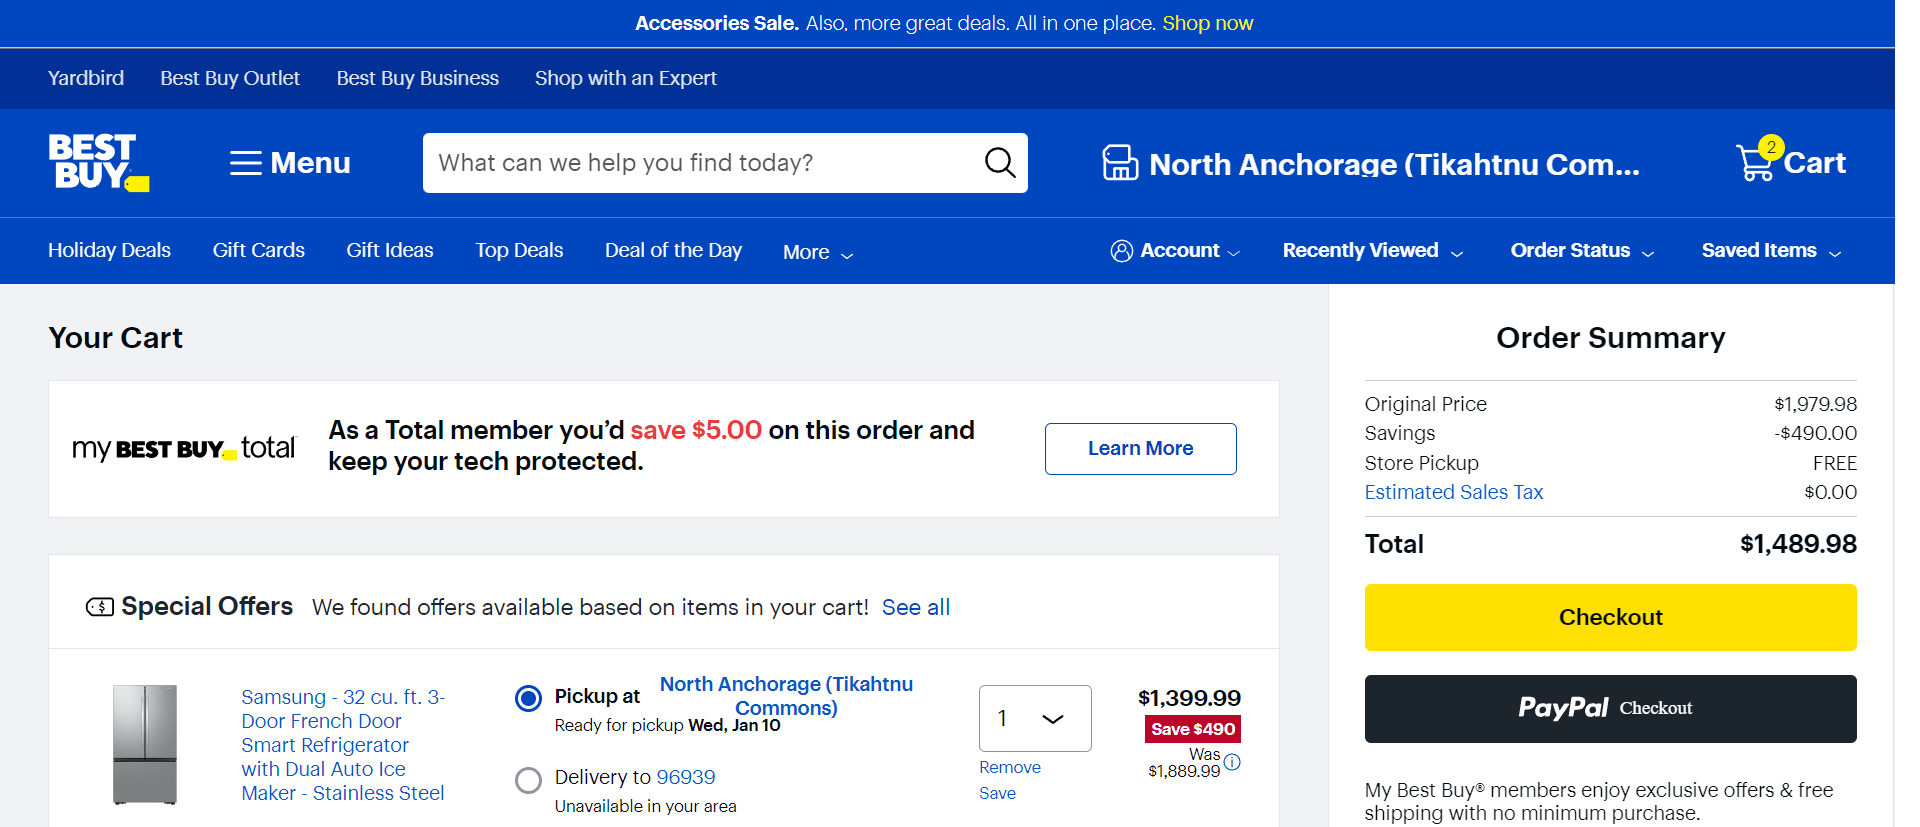 Accessories Sale. Also, more great deals. All in one place. Shop now
Yardbird Best Buy Outlet Best Buy Business Shop with an Expert
BEST BUY
Menu
What can we help you find today?
North Anchorage (Tikahtnu Com...
2
Cart
Holiday Deals Gift Cards Gift Ideas Top Deals Deal of the Day More Account Recently Viewed Order Status Saved Items
Your Cart
my BEST BUY total
As a Total member you'd save $5.00 on this order and
keep your tech protected.
Learn More
Special Offers We found offers available based on items in your cart! See all
Samsung - 32 cu. ft. 3-
Door French Door
Smart Refrigerator
with Dual Auto Ice
Maker - Stainless Steel
Pickup at North Anchorage (Tikahtnu
Commons)
Ready for pickup Wed, Jan 10
Delivery to 96939
Unavailable in your area
1
Remove
Save
$1,399.99
Save $490
Was
$1,889.99
Order Summary
Original Price $1,979.98
Savings -$490.00
Store Pickup FREE
Estimated Sales Tax $0.00
Total $1,489.98
Checkout
PayPal Checkout
My Best Buy® members enjoy exclusive offers & free
shipping with no minimum purchase.